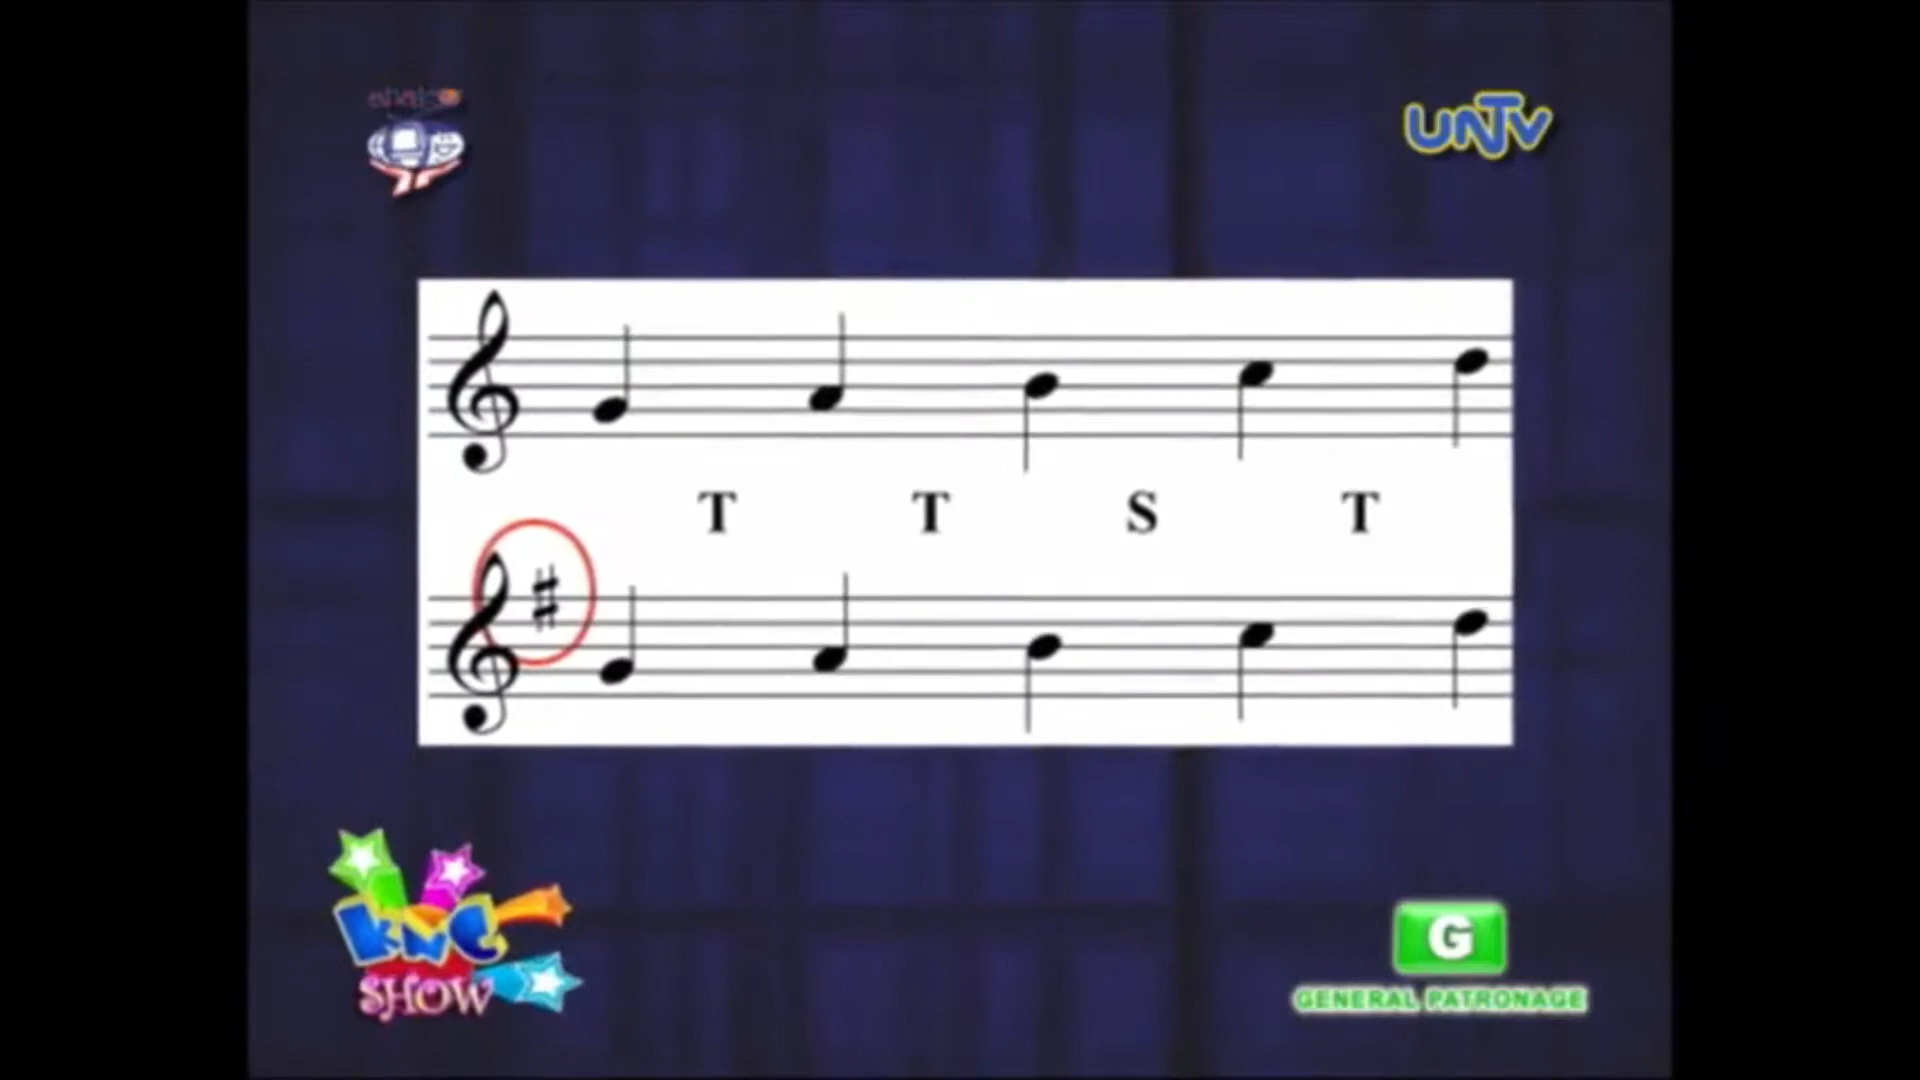 UNTV
T T S T
KNC
SHOW
G
GENERAL PATRONAGE